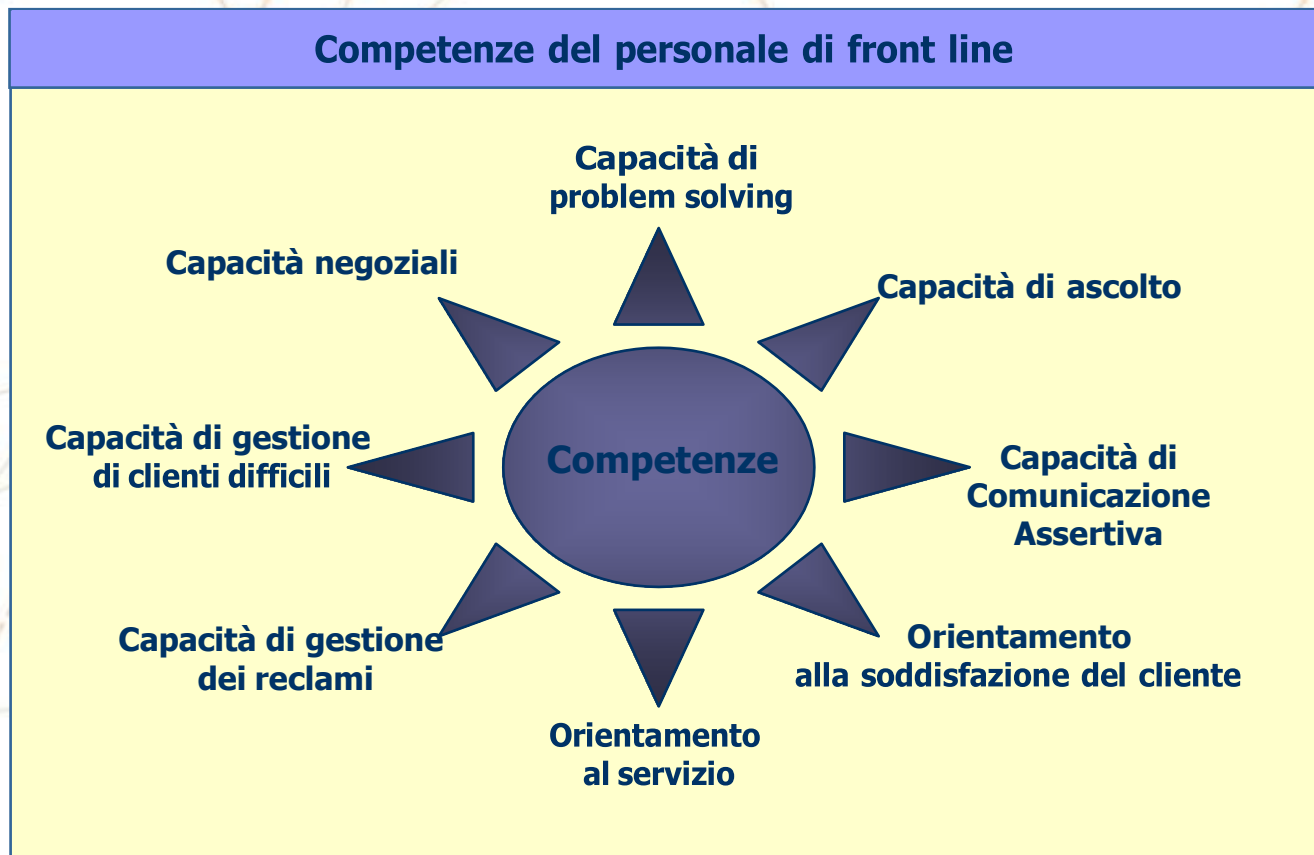 Competenze del personale di front line
Capacità di
problem solving
Capacità negoziali
Capacità di ascolto
Capacità di gestione
di clienti difficili
Competenze
Capacità di
Comunicazione
Assertiva
Capacità di gestione
dei reclami
Orientamento
alla soddisfazione del cliente
Orientamento
al servizio